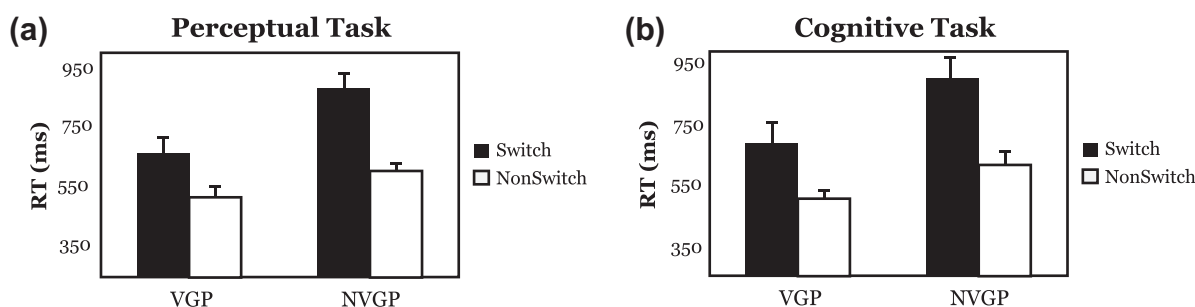 (a) Perceptual Task
RT (ms)
950
750
550
350
VGP NVGP
Switch
NonSwitch
(b) Cognitive Task
RT (ms)
950
750
550
350
VGP NVGP
Switch
NonSwitch